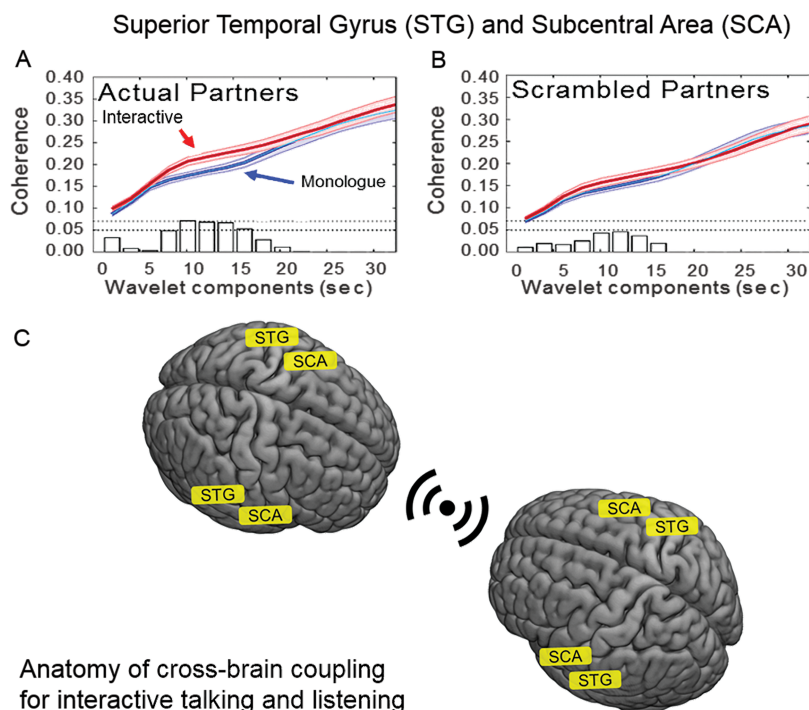 Superior Temporal Gyrus (STG) and Subcentral Area (SCA)
A
Actual Partners
Interactive
Monologue
Coherence
0.40
0.35
0.30
0.25
0.20
0.15
0.10
0.05
0.00
0 5 10 15 20 25 30
Wavelet components (sec)
B
Scrambled Partners
Coherence
0.40
0.35
0.30
0.25
0.20
0.15
0.10
0.05
0.00
0 5 10 15 20 25 30
Wavelet components (sec)
C
STG
SCA
STG
SCA
SCA
STG
SCA
STG
Anatomy of cross-brain coupling
for interactive talking and listening